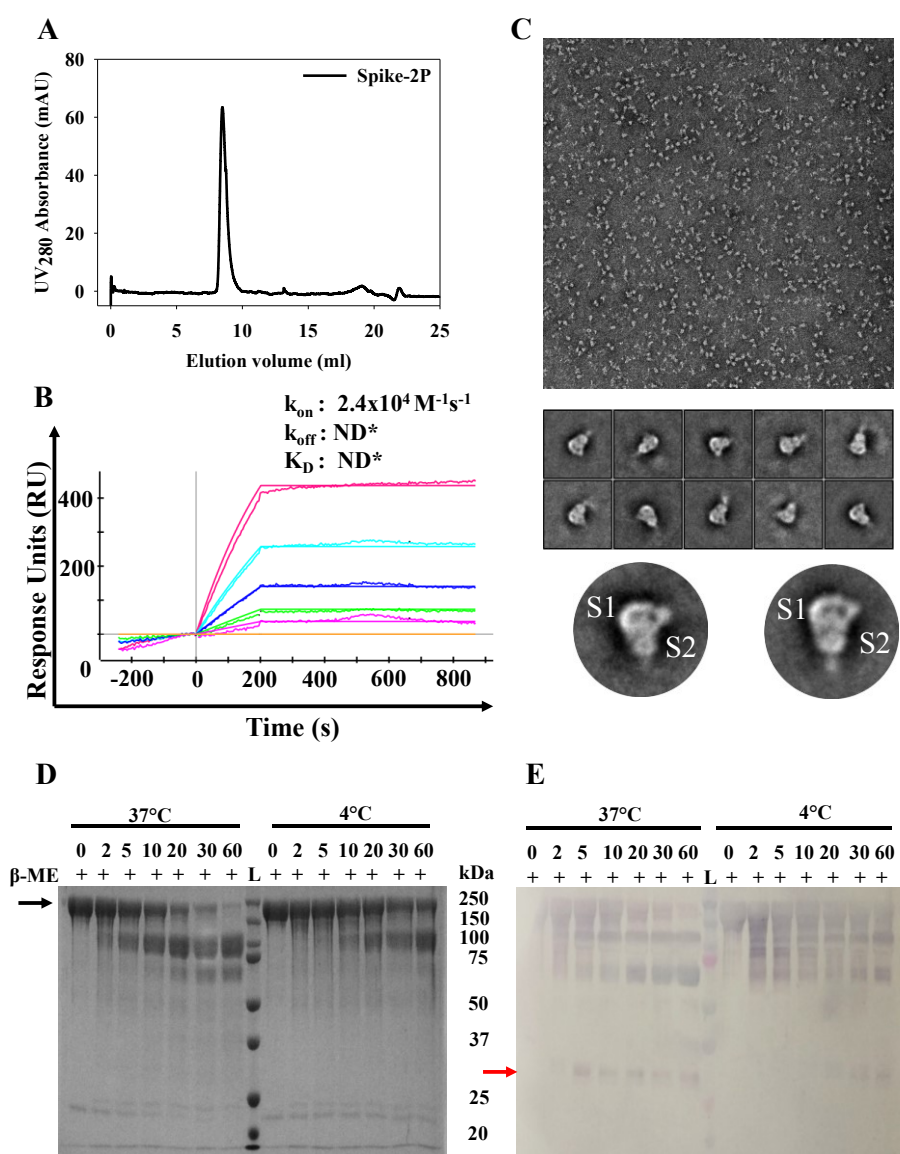 A
80
60
40
20
0
UV280 Absorbance (mAU)
Spike-2P
0 5 10 15 20 25
Elution volume (ml)
B
kon : 2.4x10⁴ M⁻¹s⁻¹
koff : ND*
KD : ND*
400
200
0
Response Units (RU)
-200 0 200 400 600 800
Time (s)
C
S1
S2
S1
S2
D
37°C 4°C
0 2 5 10 20 30 60 0 2 5 10 20 30 60
β-ME + + + + + + + L + + + + + + +
kDa
250
150
100
75
50
37
25
20
E
37°C 4°C
0 2 5 10 20 30 60 0 2 5 10 20 30 60
+ + + + + + + L + + + + + + +